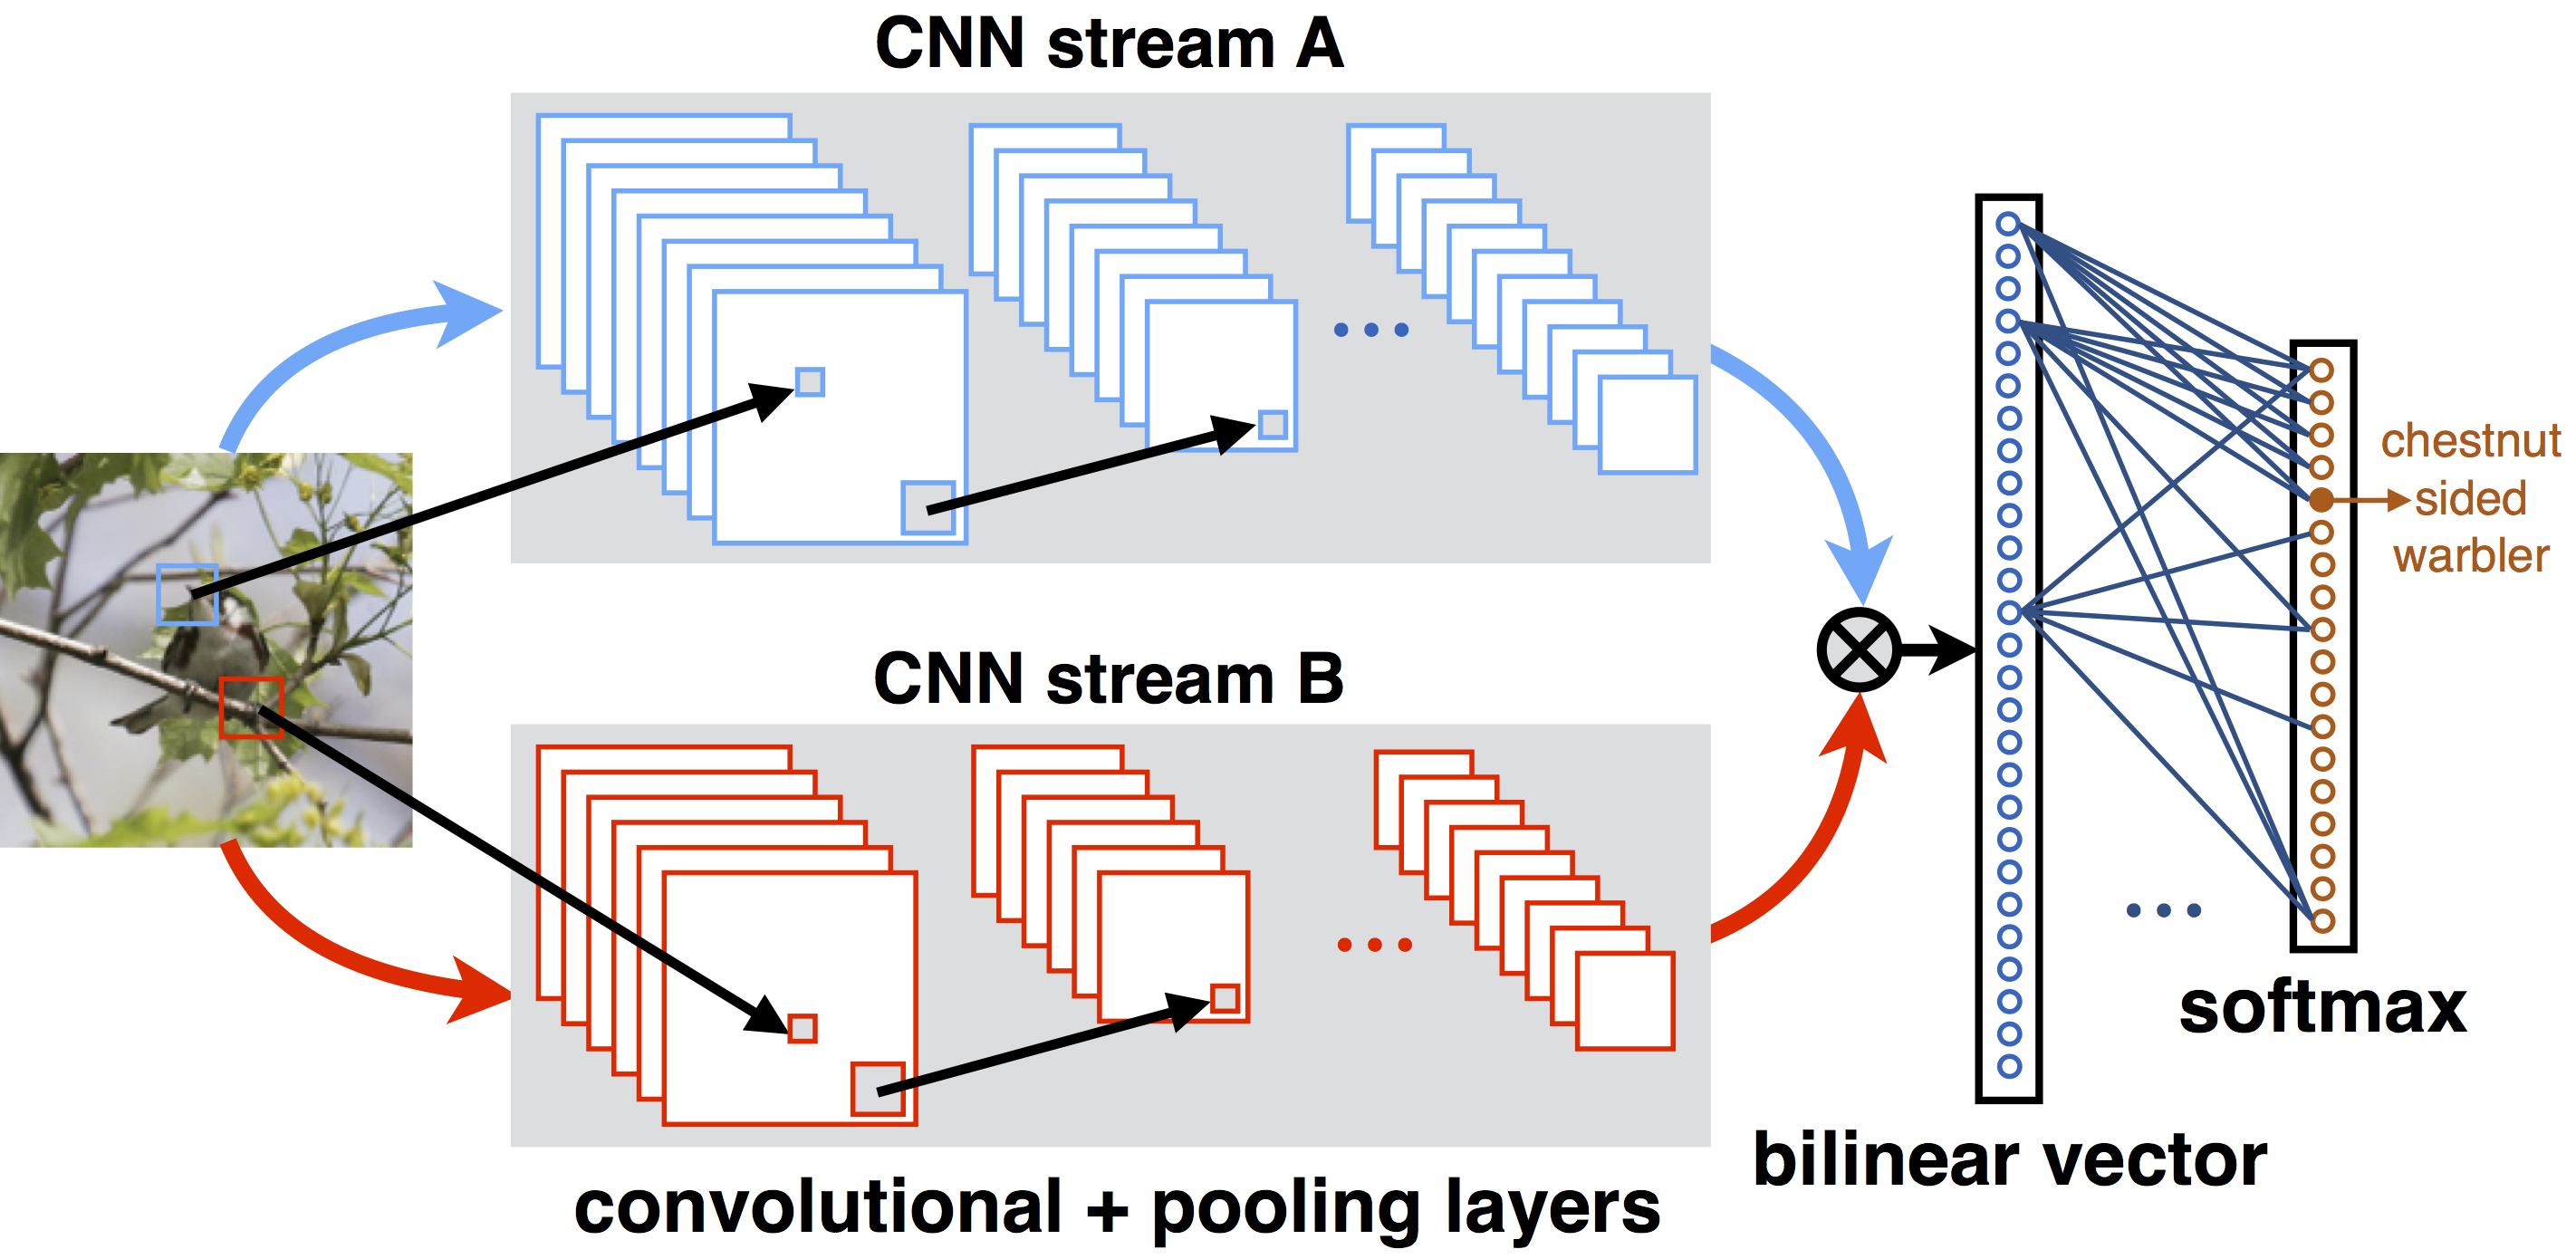 CNN stream A
chestnut
sided
warbler
CNN stream B
softmax
bilinear vector
convolutional + pooling layers